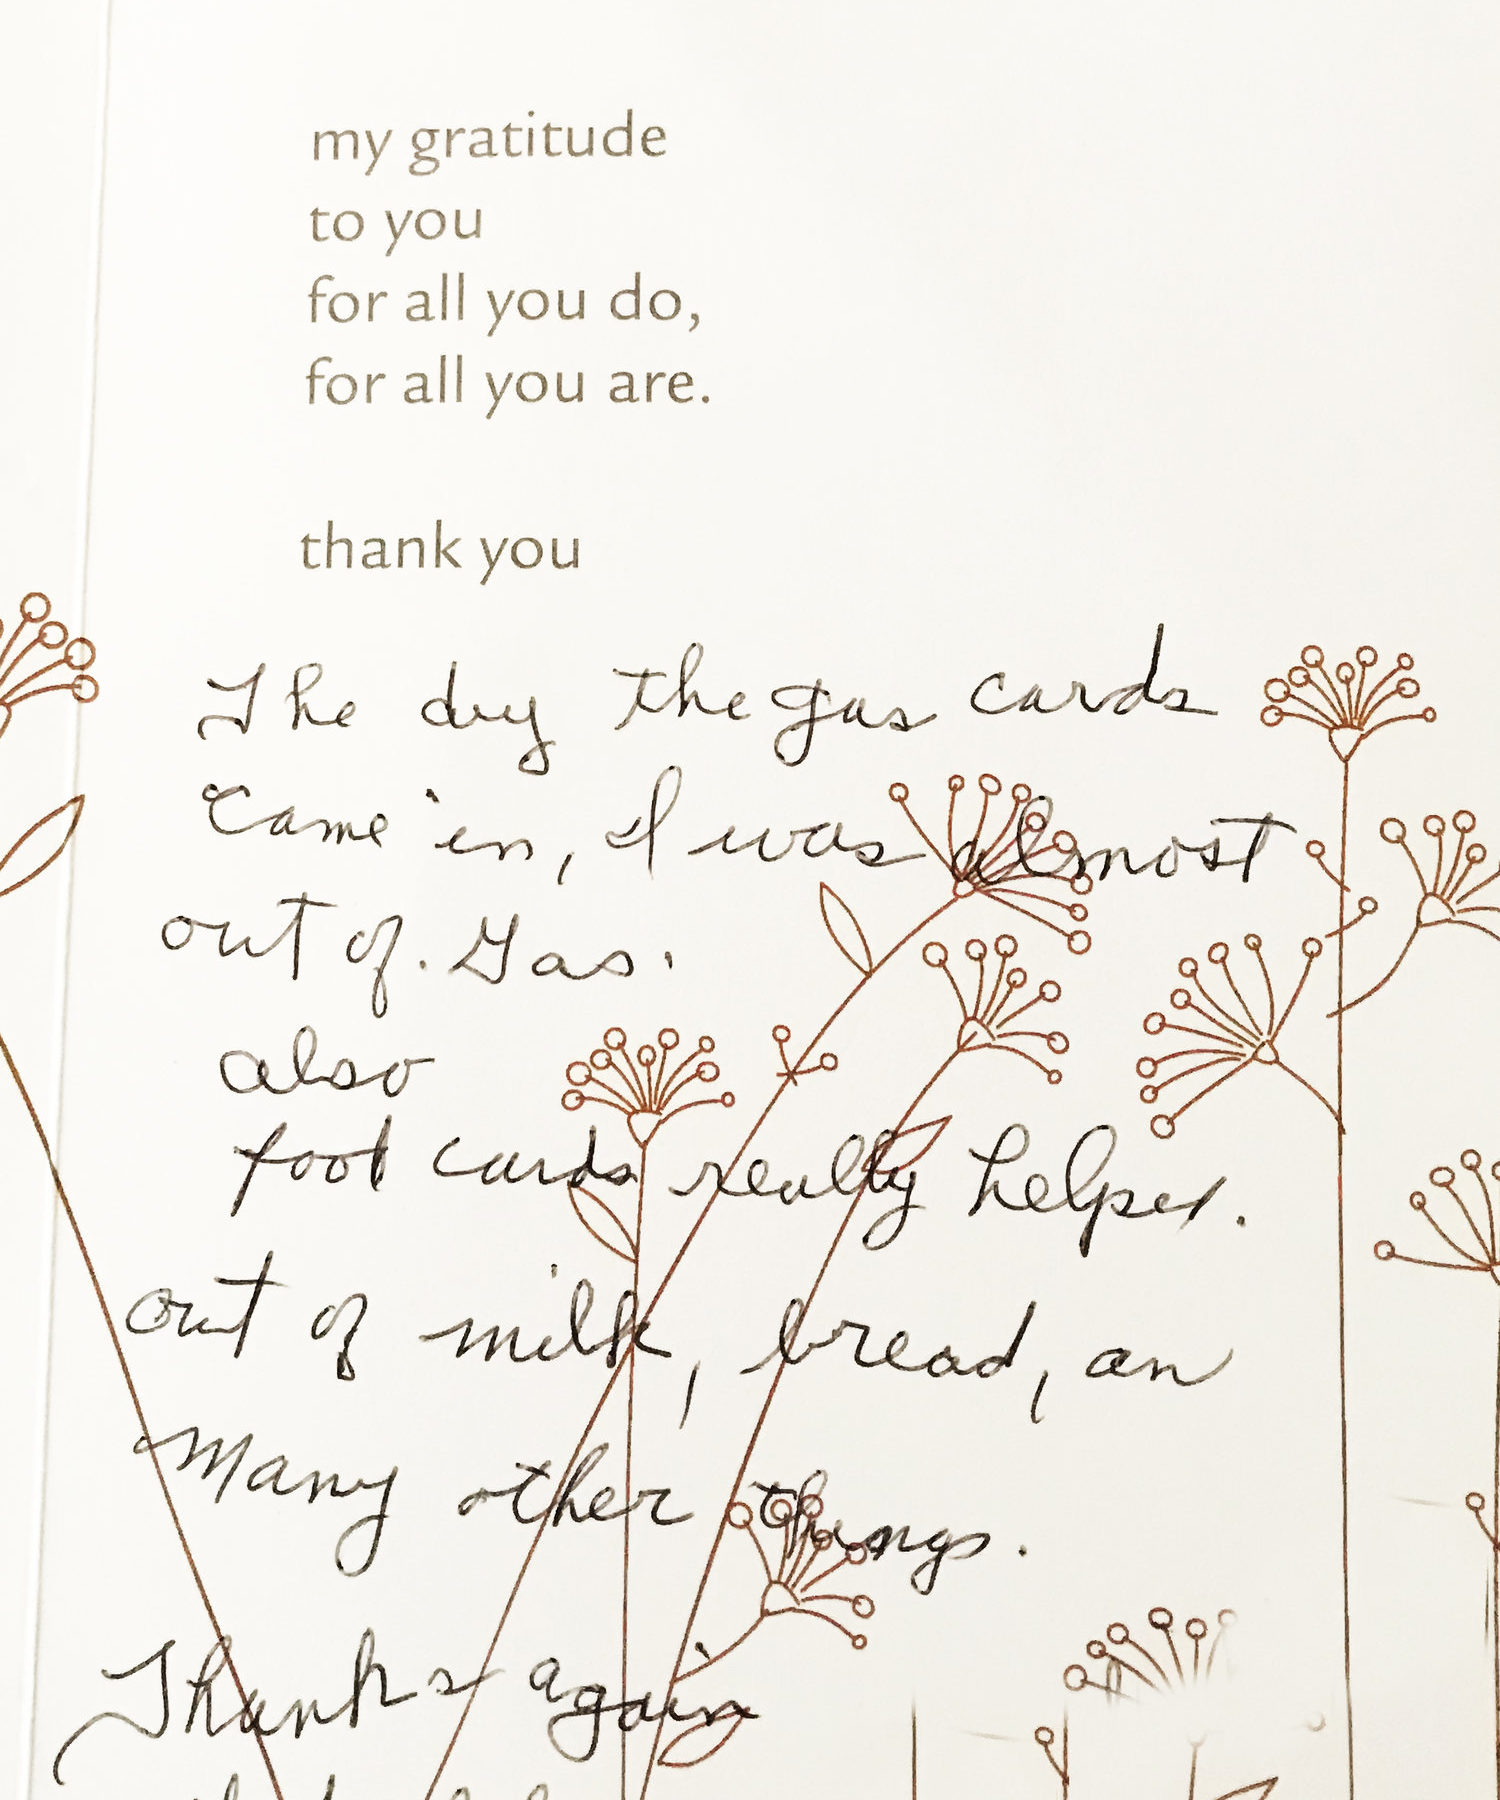 my gratitude
to you
for all you do,
for all you are.
thank you
The day the gas cards
came in, I was almost
out of. Gas.
also
food cards really helped.
out of milk, bread, an
many other things.
Thanks again